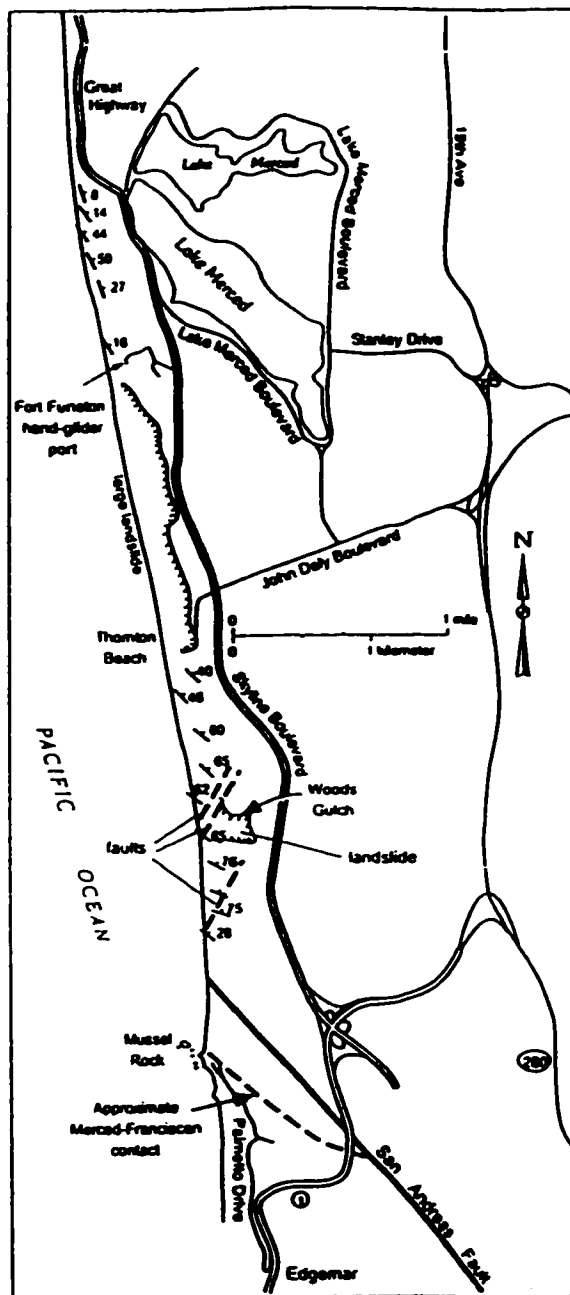 Great
Highway
Lake Merced
Lake Merced Boulevard
19th Ave
8
14
44
50
27
16
Lake Merced
Lake Merced Boulevard
Stanley Drive
Fort Funston
hand-glider
port
large landslide
John Daly Boulevard
N
0
1 mile
0
1 kilometer
Thornton
Beach
40
46
Skyline Boulevard
60
65
52
Woods
Gulch
faults
65
landslide
76
75
28
PACIFIC
OCEAN
Mussel
Rock
280
Approximate
Merced-Franciscan
contact
Palmetto Drive
1
San Andreas Fault
Edgemar